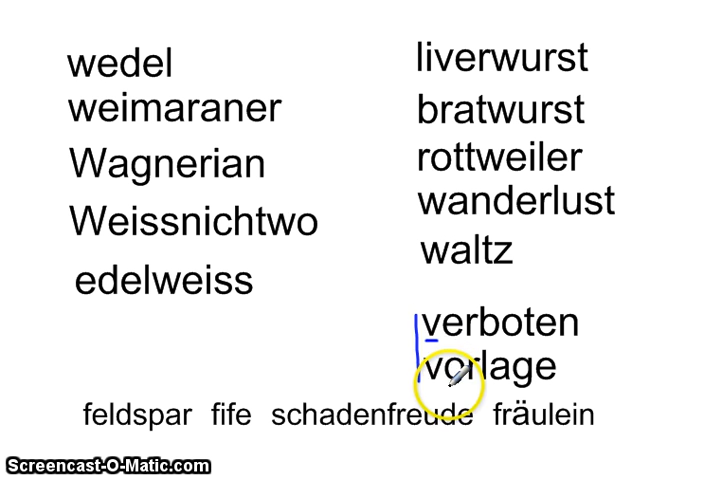 wedel
weimaraner
Wagnerian
Weissnichtwo
edelweiss
liverwurst
bratwurst
rottweiler
wanderlust
waltz
verboten
vorlage
feldspar fife schadenfreude fräulein
Screencast-O-Matic.com